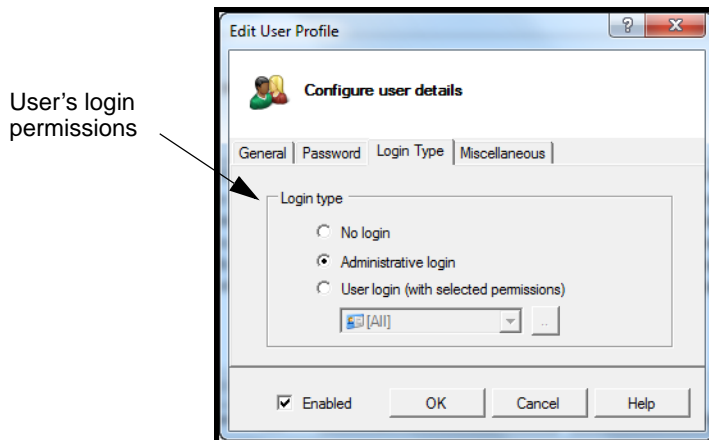 Edit User Profile
?
X
Configure user details
User's login
permissions
General
Password
Login Type
Miscellaneous
Login type
No login
Administrative login
User login (with selected permissions)
[All]
..
Enabled
OK
Cancel
Help